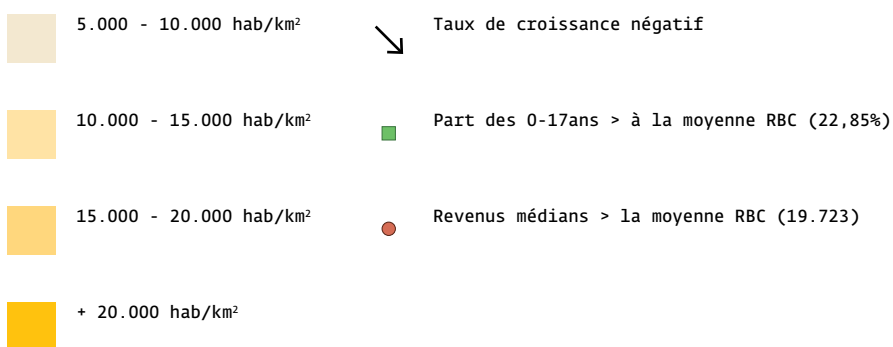 5.000 - 10.000 hab/km²
Taux de croissance négatif
10.000 - 15.000 hab/km²
Part des 0-17ans > à la moyenne RBC (22,85%)
15.000 - 20.000 hab/km²
Revenus médians > la moyenne RBC (19.723)
+ 20.000 hab/km²